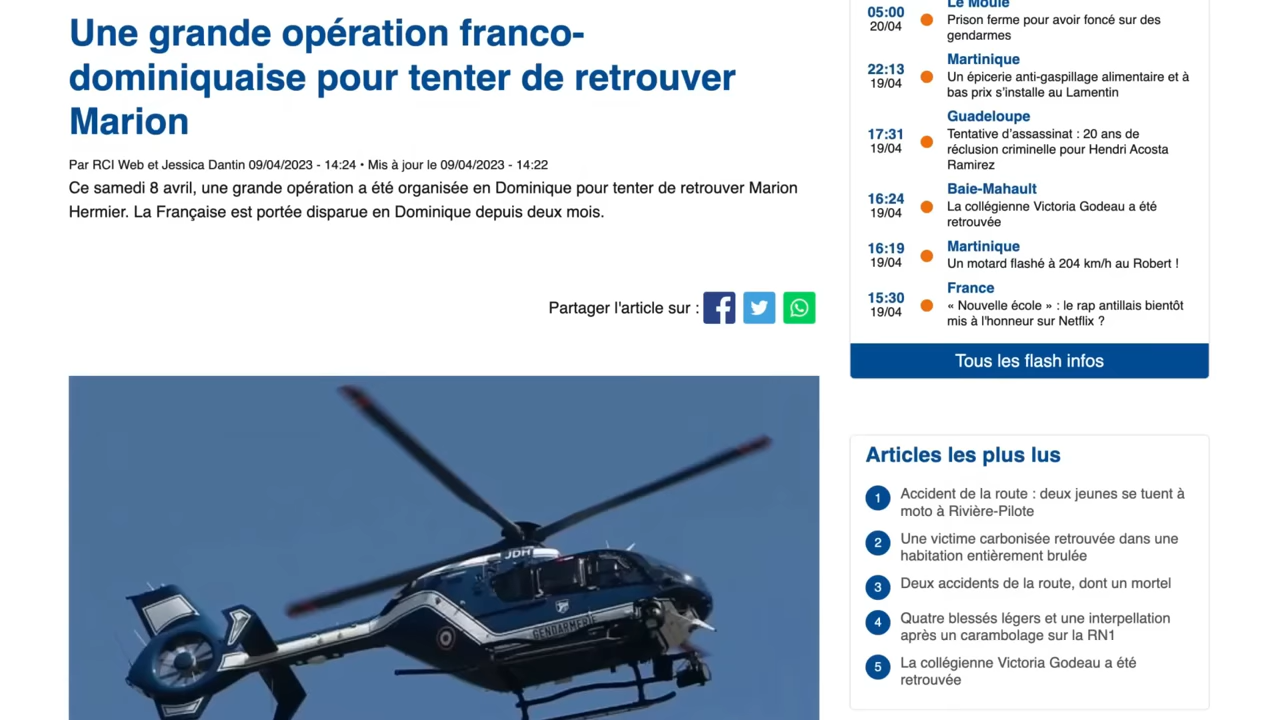 Une grande opération franco-
dominiquaise pour tenter de retrouver
Marion
Par RCI Web et Jessica Dantin 09/04/2023 - 14:24 • Mis à jour le 09/04/2023 - 14:22
Ce samedi 8 avril, une grande opération a été organisée en Dominique pour tenter de retrouver Marion
Hermier. La Française est portée disparue en Dominique depuis deux mois.
Partager l'article sur :
JDH
GENDARMERIE
Le Moule
05:00
20/04
Prison ferme pour avoir foncé sur des
gendarmes
Martinique
22:13
19/04
Un épicerie anti-gaspillage alimentaire et à
bas prix s'installe au Lamentin
Guadeloupe
17:31
19/04
Tentative d'assassinat : 20 ans de
réclusion criminelle pour Hendri Acosta
Ramirez
Baie-Mahault
16:24
19/04
La collégienne Victoria Godeau a été
retrouvée
Martinique
16:19
19/04
Un motard flashé à 204 km/h au Robert !
France
15:30
19/04
« Nouvelle école » : le rap antillais bientôt
mis à l'honneur sur Netflix ?
Tous les flash infos
Articles les plus lus
1 Accident de la route : deux jeunes se tuent à
moto à Rivière-Pilote
2 Une victime carbonisée retrouvée dans une
habitation entièrement brulée
3 Deux accidents de la route, dont un mortel
4 Quatre blessés légers et une interpellation
après un carambolage sur la RN1
5 La collégienne Victoria Godeau a été
retrouvée